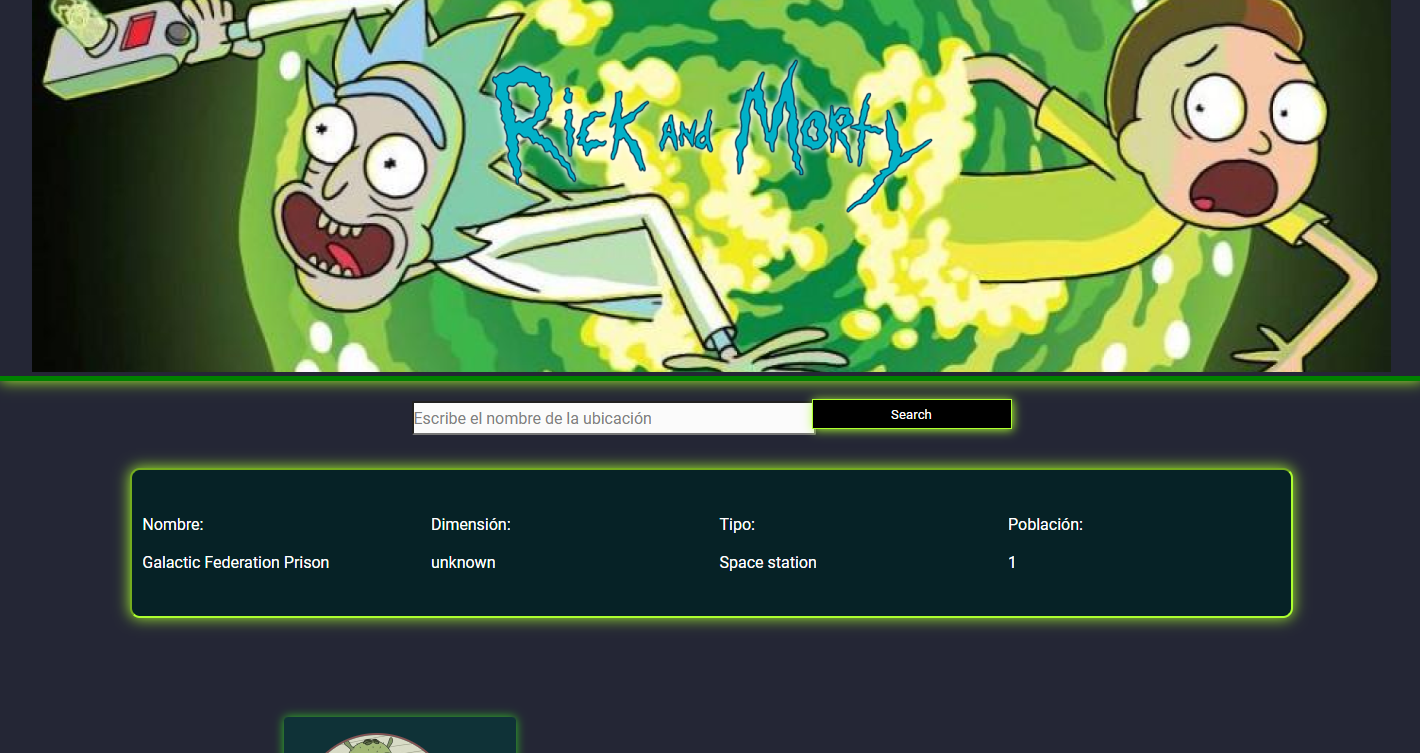 Rick and Morty
Escribe el nombre de la ubicación
Search
Nombre: Dimensión: Tipo: Población:
Galactic Federation Prison unknown Space station 1